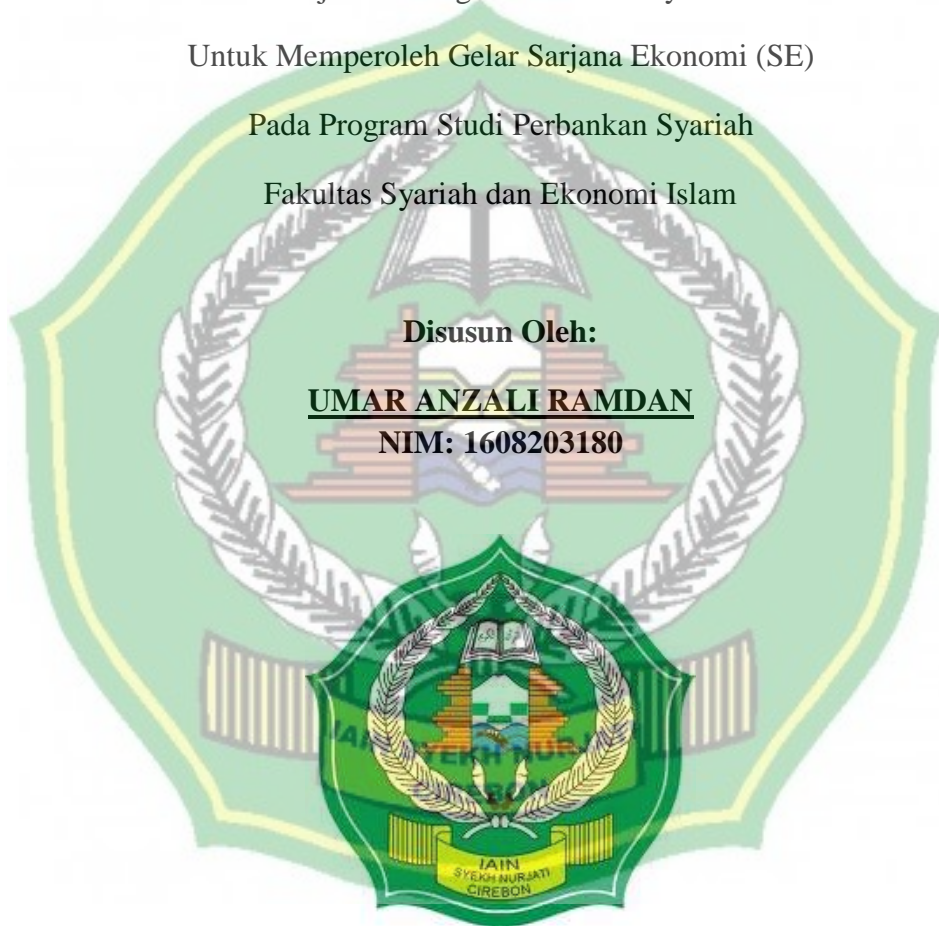 Untuk Memperoleh Gelar Sarjana Ekonomi (SE)
Pada Program Studi Perbankan Syariah
Fakultas Syariah dan Ekonomi Islam
Disusun Oleh:
UMAR ANZALI RAMDAN
NIM: 1608203180
IAIN
SYEKH NURJATI
CIREBON